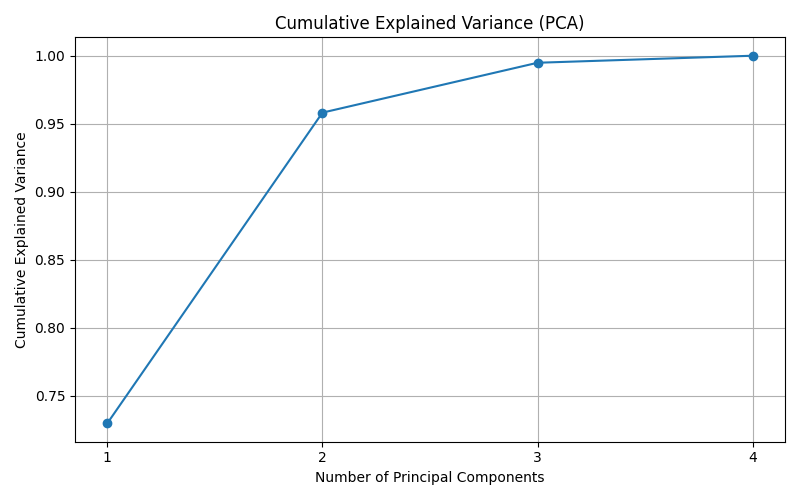 Cumulative Explained Variance (PCA)
1.00
0.95
0.90
0.85
0.80
0.75
Cumulative Explained Variance
1 2 3 4
Number of Principal Components